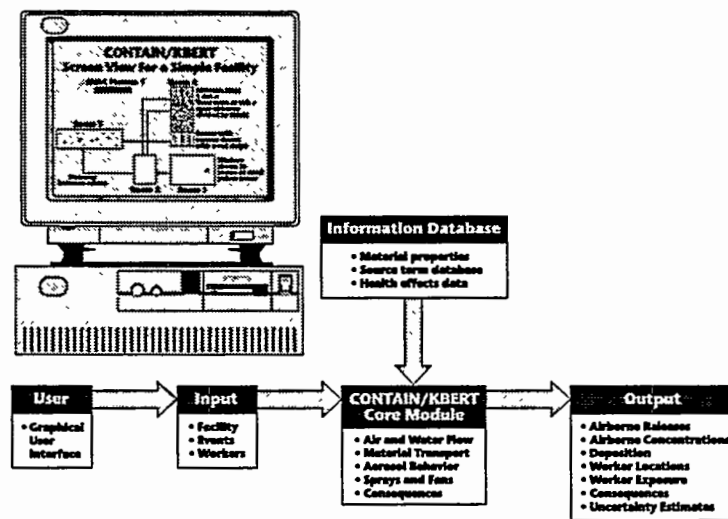 CONTAIN/KBERT
Screen View For a Simple Facility
Information Database
• Material properties
• Source term database
• Health effects data
User
• Graphical
User
Interface
Input
• Facility
• Events
• Workers
CONTAIN/KBERT
Core Module
• Air and Water Flow
• Material Transport
• Aerosol Behavior
• Sprays and Fans
• Consequences
Output
• Airborne Releases
• Airborne Concentrations
• Deposition
• Worker Locations
• Worker Exposure
• Consequences
• Uncertainty Estimates